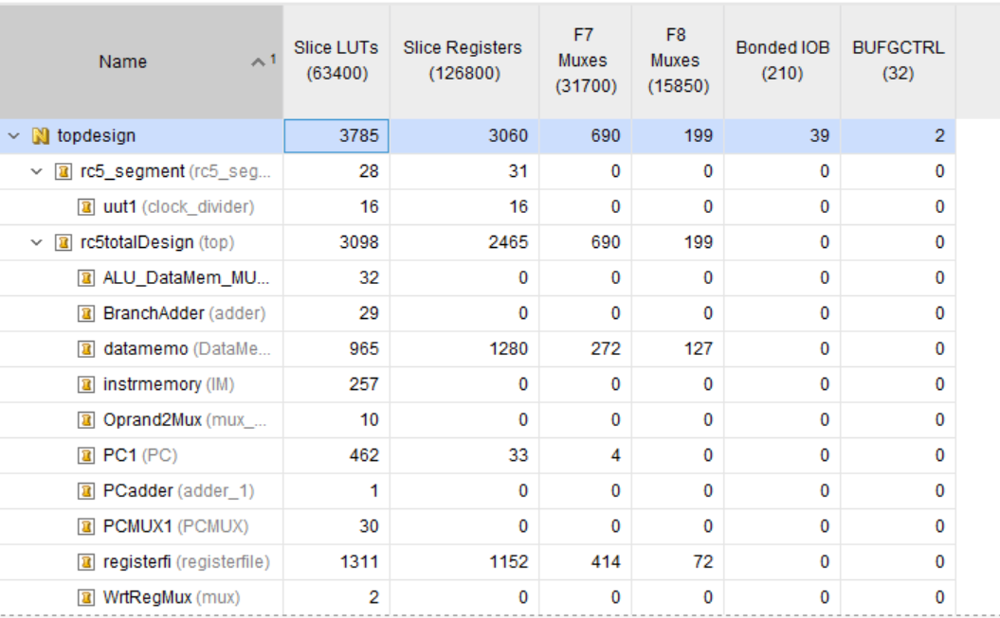 Name 1 Slice LUTs (63400) Slice Registers (126800) F7 Muxes (31700) F8 Muxes (15850) Bonded IOB (210) BUFGCTRL (32)
N topdesign 3785 3060 690 199 39 2
rc5_segment (rc5_seg... 28 31 0 0 0 0
uut1 (clock_divider) 16 16 0 0 0 0
rc5totalDesign (top) 3098 2465 690 199 0 0
ALU_DataMem_MU... 32 0 0 0 0 0
BranchAdder (adder) 29 0 0 0 0 0
datamemo (DataMe... 965 1280 272 127 0 0
instrmemory (IM) 257 0 0 0 0 0
Oprand2Mux (mux_... 10 0 0 0 0 0
PC1 (PC) 462 33 4 0 0 0
PCadder (adder_1) 1 0 0 0 0 0
PCMUX1 (PCMUX) 30 0 0 0 0 0
registerfi (registerfile) 1311 1152 414 72 0 0
WrtRegMux (mux) 2 0 0 0 0 0